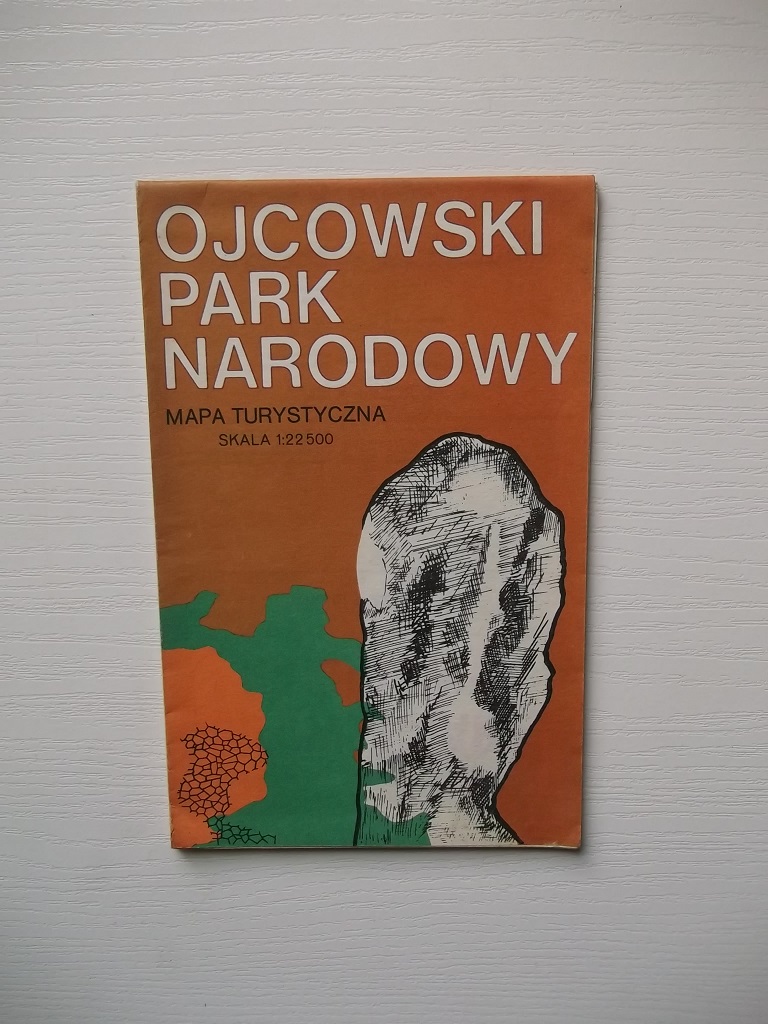 OJCOWSKI
PARK
NARODOWY
MAPA TURYSTYCZNA
SKALA 1:22 500